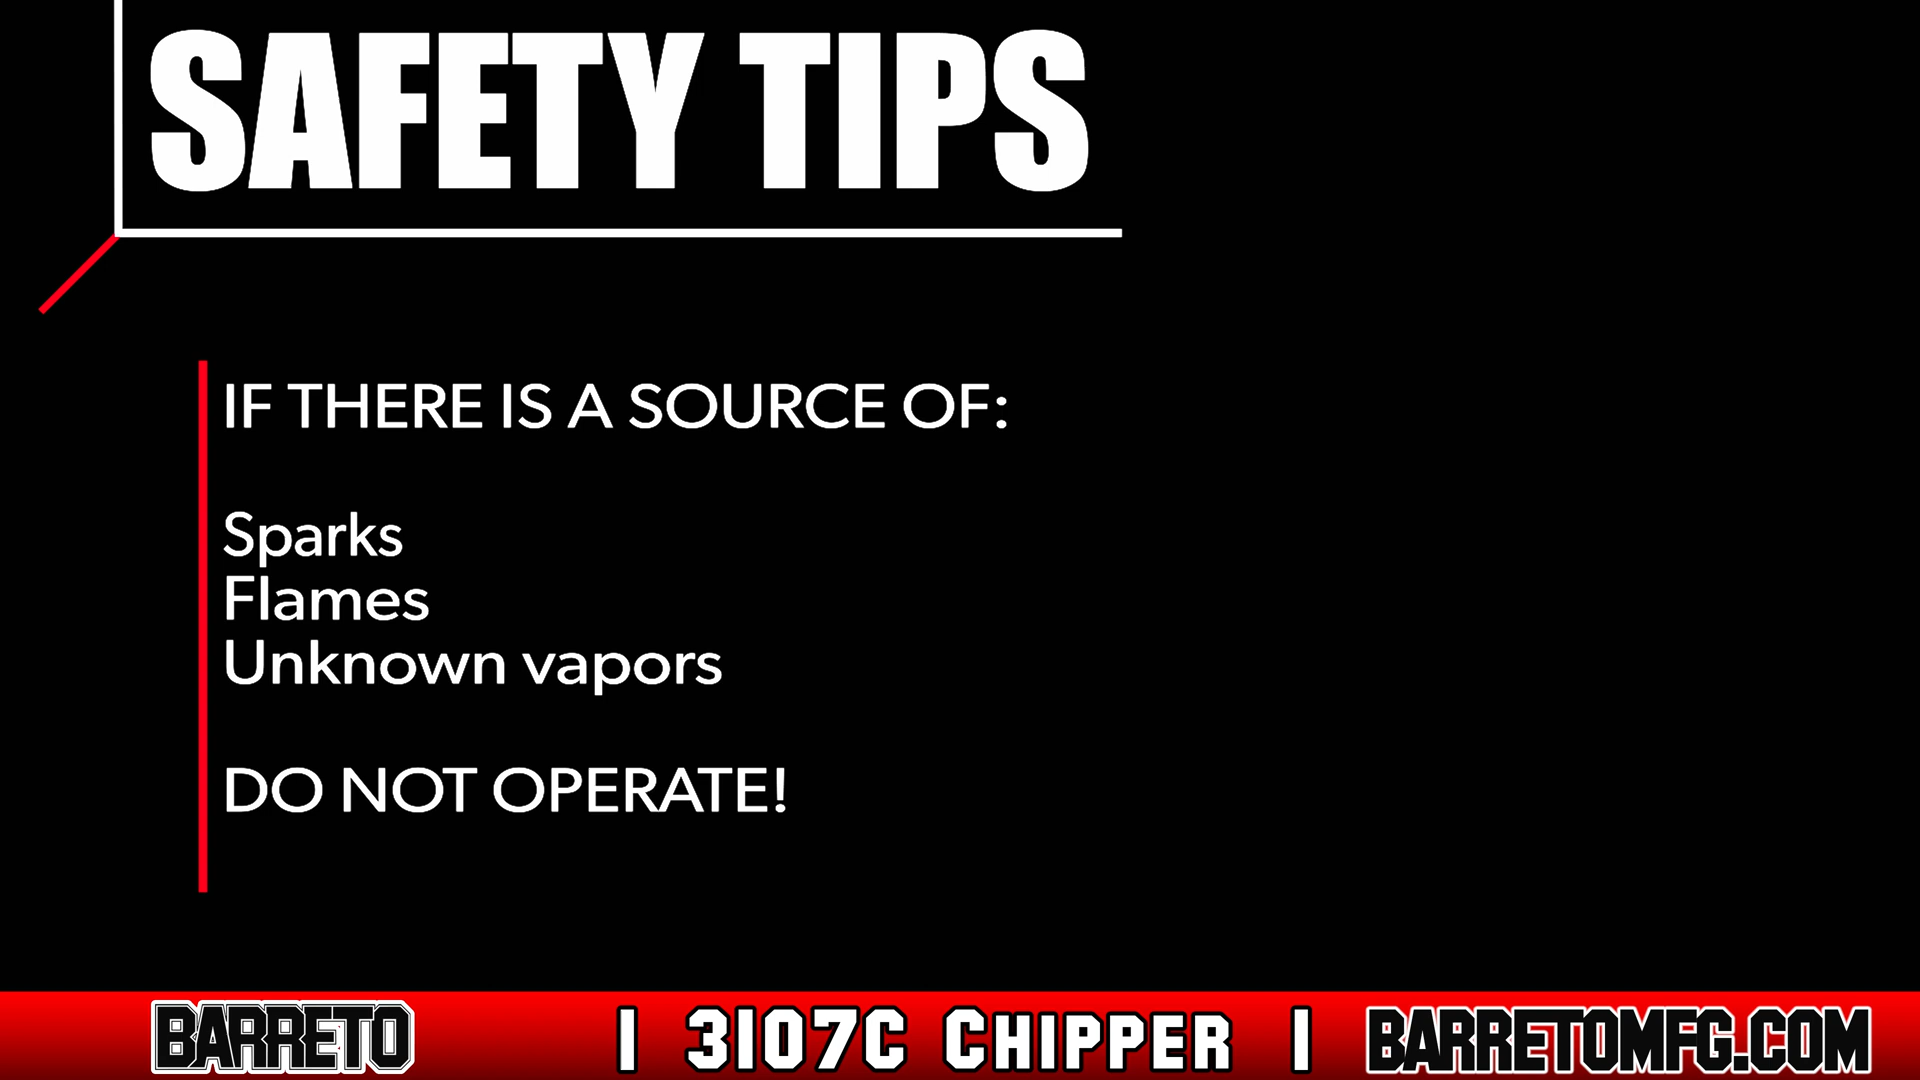 SAFETY TIPS
IF THERE IS A SOURCE OF:
Sparks
Flames
Unknown vapors
DO NOT OPERATE!
BARRETO | 3107C CHIPPER | BARRETOMFG.COM